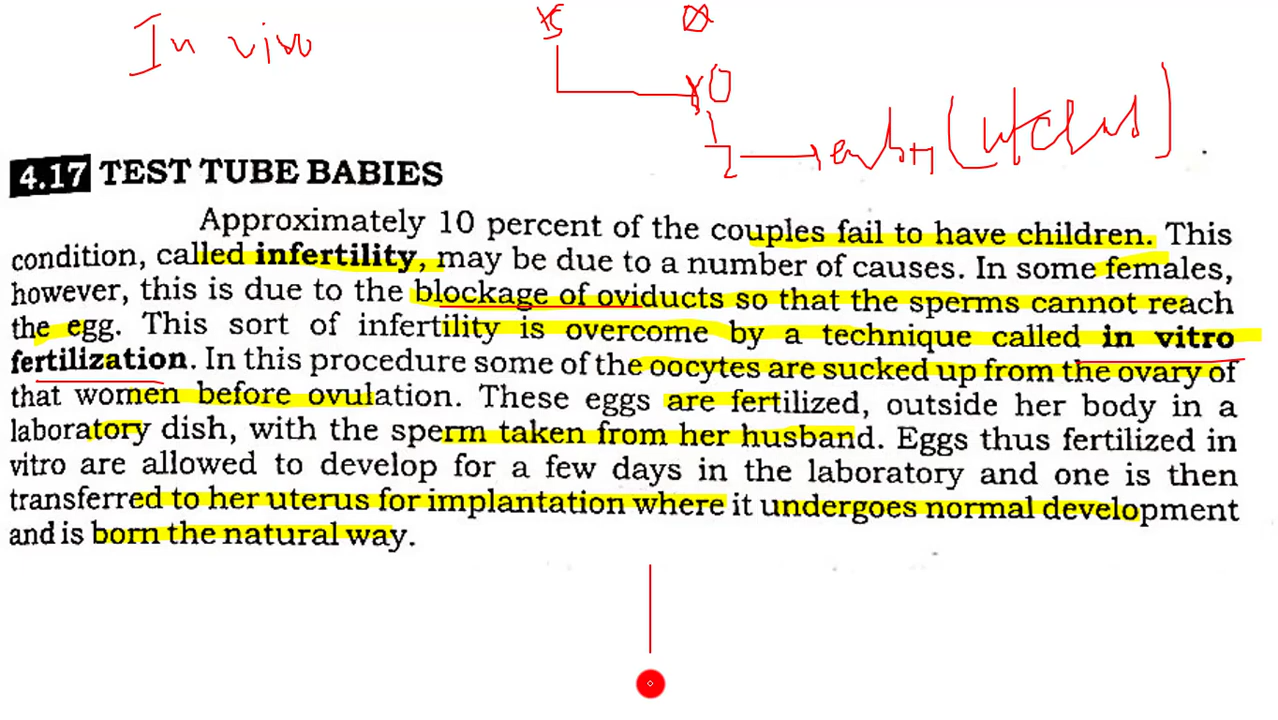 In vivo
4.17 TEST TUBE BABIES
Approximately 10 percent of the couples fail to have children. This
condition, called infertility, may be due to a number of causes. In some females,
however, this is due to the blockage of oviducts so that the sperms cannot reach
the egg. This sort of infertility is overcome by a technique called in vitro
fertilization. In this procedure some of the oocytes are sucked up from the ovary of
that women before ovulation. These eggs are fertilized, outside her body in a
laboratory dish, with the sperm taken from her husband. Eggs thus fertilized in
vitro are allowed to develop for a few days in the laboratory and one is then
transferred to her uterus for implantation where it undergoes normal development
and is born the natural way.